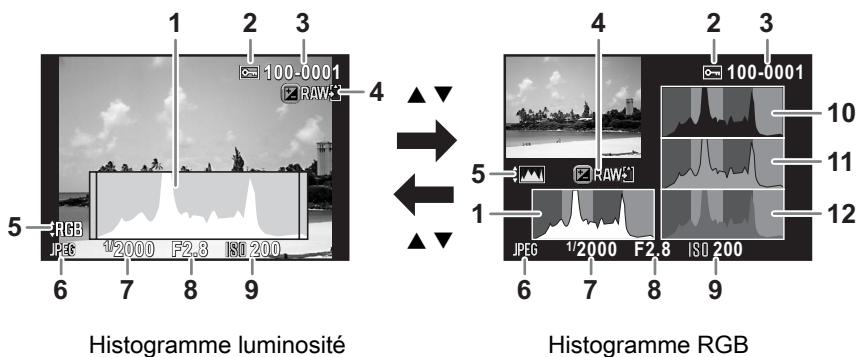 1 2 3
100-0001
RAW
4
5
RGB
JPEG 1/2000 F2.8 ISO 200
6 7 8 9
▲▼
▲▼
4 2 3
100-0001
10
11
12
5
RAW
1
JPEG 1/2000 F2.8 ISO 200
6 7 8 9
Histogramme luminosité
Histogramme RGB